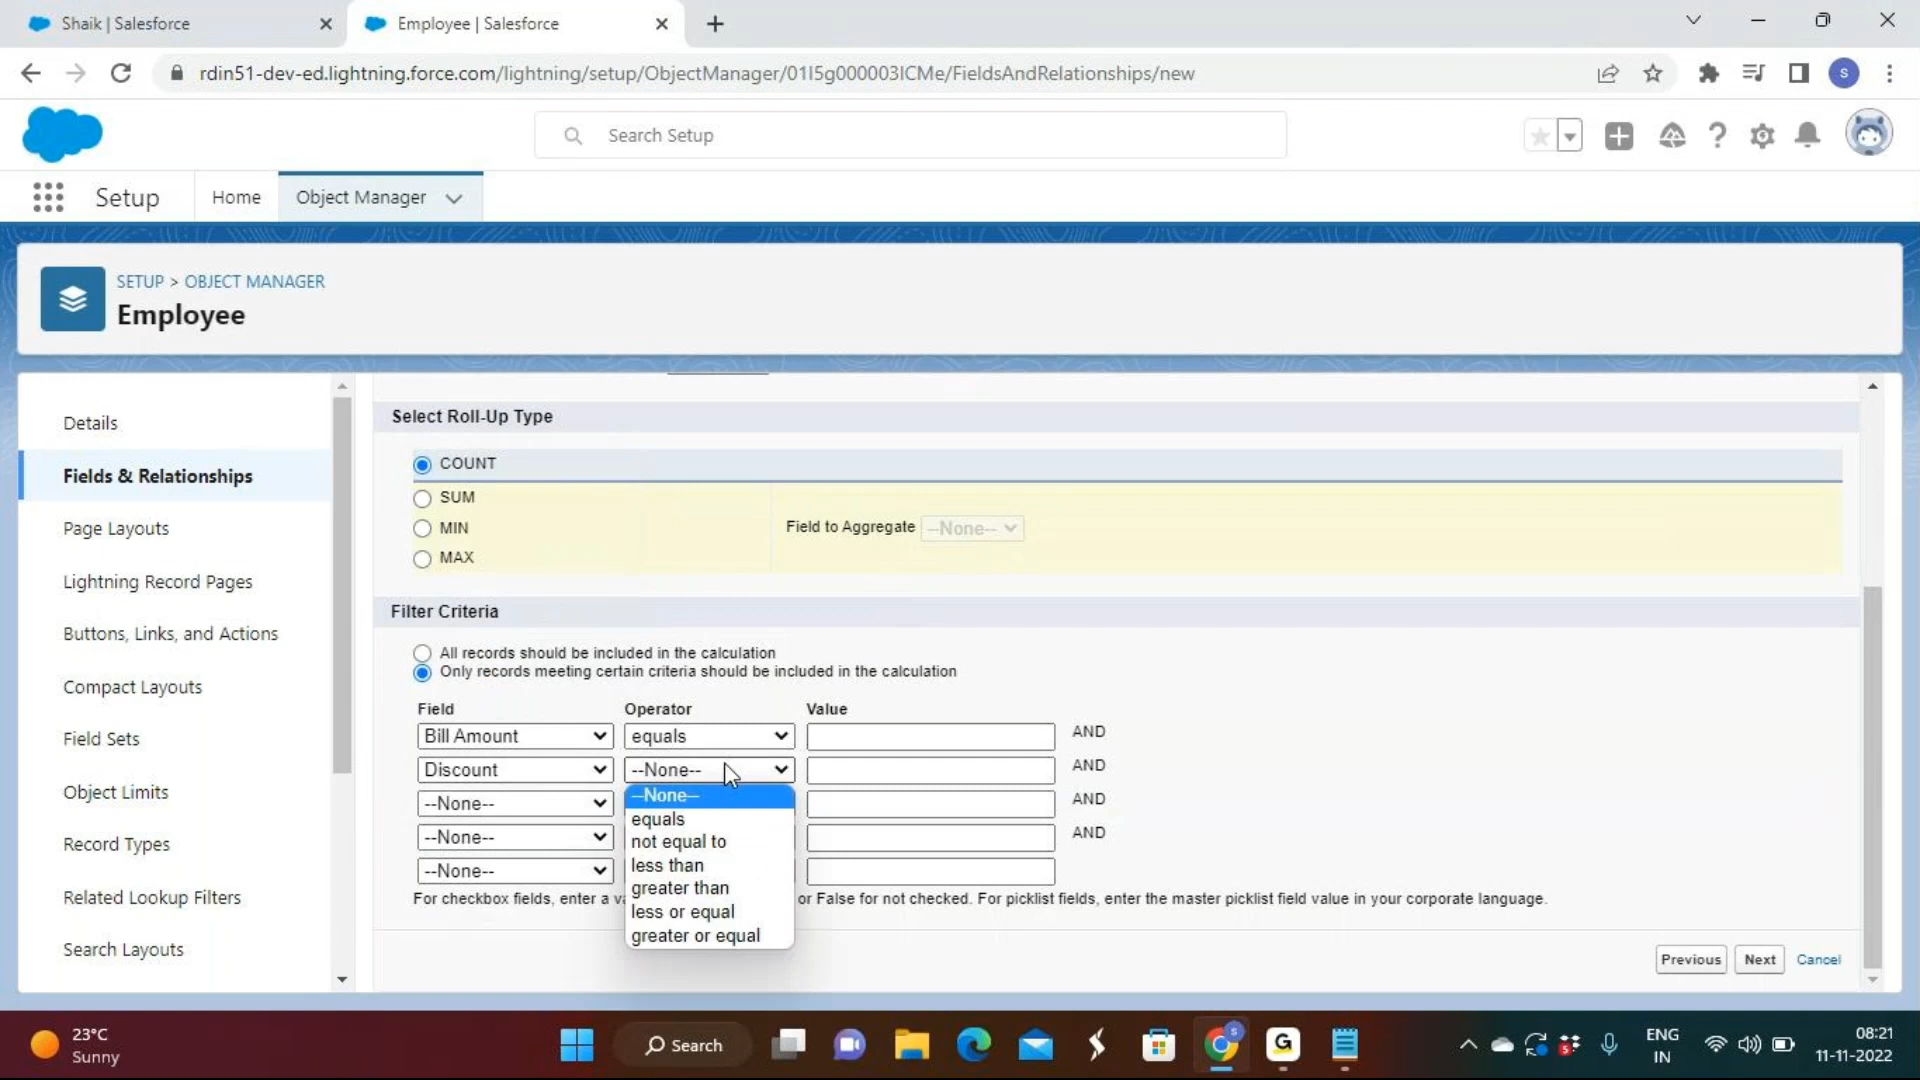 Shaik | Salesforce
Employee | Salesforce
rdin51-dev-ed.lightning.force.com/lightning/setup/ObjectManager/01I5g000003ICMe/FieldsAndRelationships/new
S
Search Setup
Setup
Home
Object Manager
SETUP > OBJECT MANAGER
Employee
Details
Fields & Relationships
Page Layouts
Lightning Record Pages
Buttons, Links, and Actions
Compact Layouts
Field Sets
Object Limits
Record Types
Related Lookup Filters
Search Layouts
Select Roll-Up Type
COUNT
SUM
MIN
MAX
Field to Aggregate --None--
Filter Criteria
All records should be included in the calculation
Only records meeting certain criteria should be included in the calculation
Field Operator Value
Bill Amount equals AND
Discount --None-- AND
--None-- AND
--None-- AND
--None--
--None--
equals
not equal to
less than
greater than
less or equal
greater or equal
For checkbox fields, enter a va or False for not checked. For picklist fields, enter the master picklist field value in your corporate language.
Previous Next Cancel
23°C
Sunny
Search
S
G
5
ENG
IN
08:21
11-11-2022